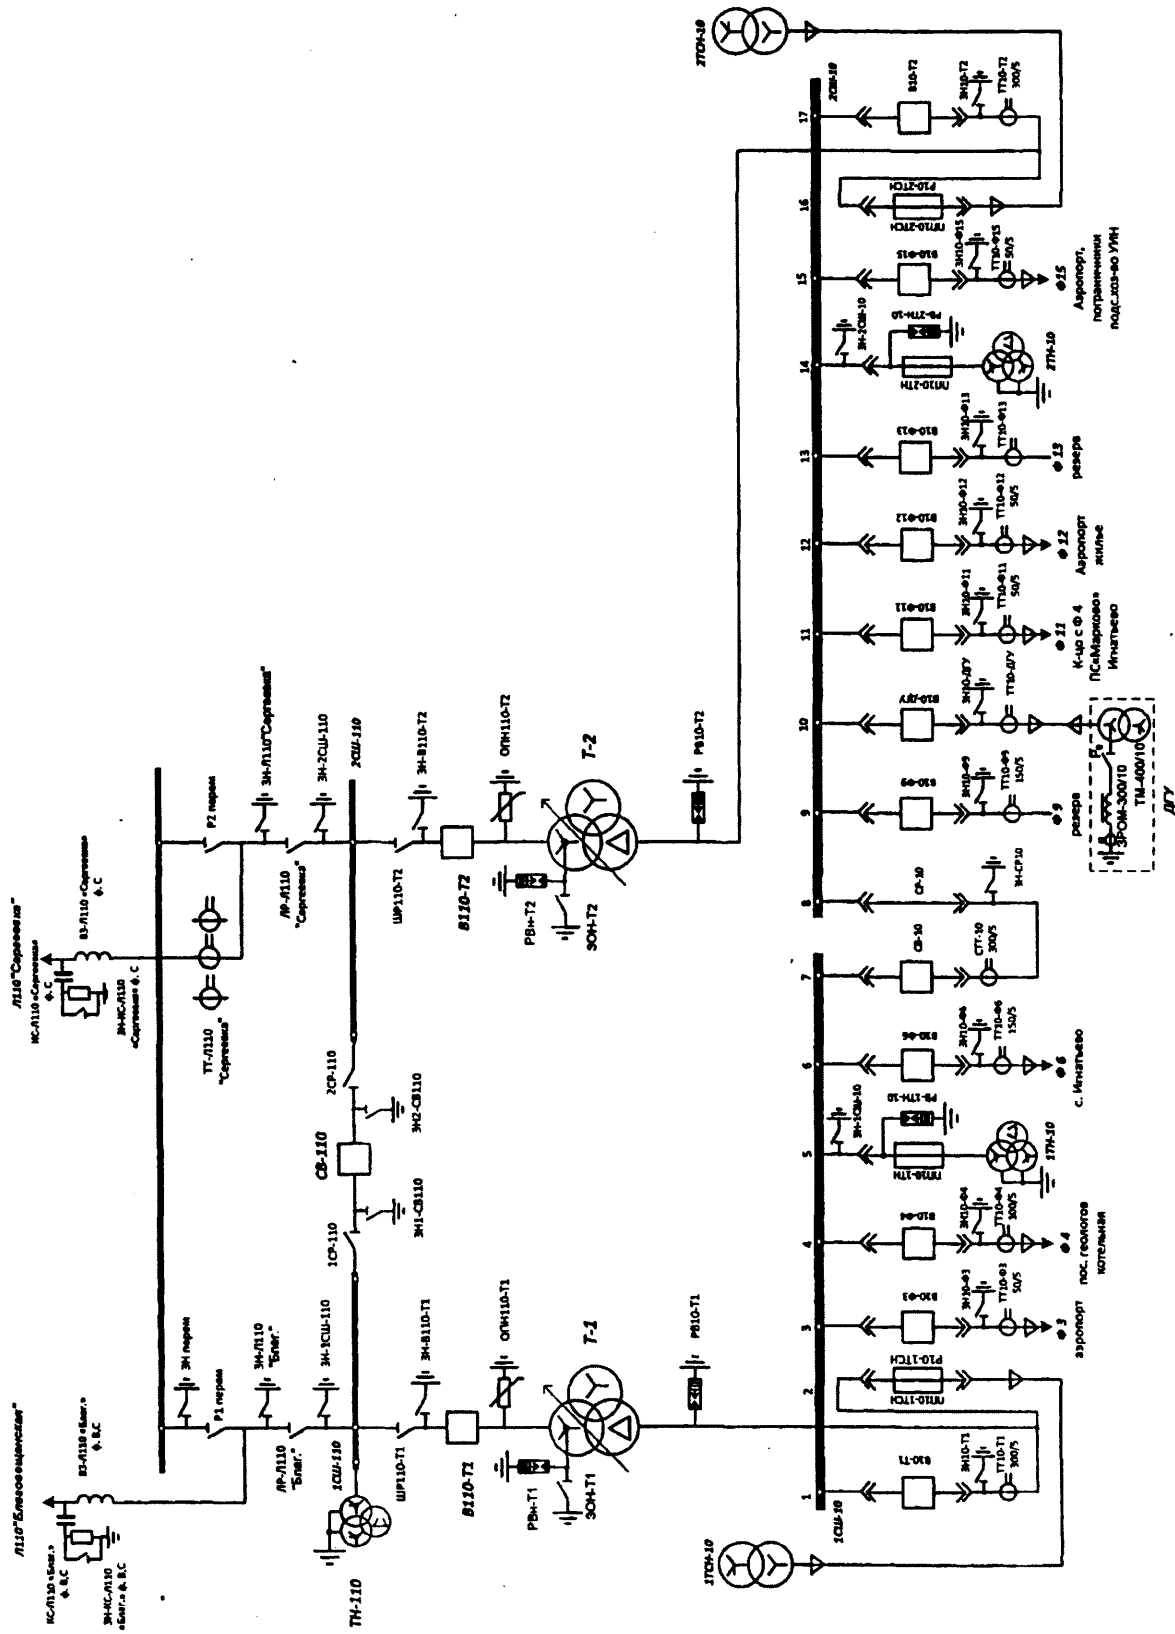 Л110"Благовещенская"
КС-Л110 «Благ.»
ф. В,С
ЗН-КС-Л110
«Благ.» ф. В,С
ВЗ-Л110 «Благ.»
ф. В,С
ЗН перем
Р1 перем
ЗН-Л110
"Благ."
ЛР-Л110
"Благ."
ЗН-1СШ-110
1СШ-110
ТН-110
ШР110-Т1
ЗН-В110-Т1
В110-Т1
ОПН110-Т1
РВн-Т1
ЗОН-Т1
Т-1
РВ10-Т1
1СР-110
ЗН1-СВ110
СВ-110
ЗН2-СВ110
2СР-110
Л110"Сергеевка"
КС-Л110 «Сергеевка»
ф. С
ЗН-КС-Л110
«Сергеевка» ф. С
ВЗ-Л110 «Сергеевка»
ф. С
ТТ-Л110
"Сергеевка"
Р2 перем
ЗН-Л110"Сергеевка"
ЛР-Л110
"Сергеевка"
ЗН-2СШ-110
2СШ-110
ШР110-Т2
ЗН-В110-Т2
В110-Т2
ОПН110-Т2
РВн-Т2
ЗОН-Т2
Т-2
РВ10-Т2
1ТСН-10
1СШ-10
1
В10-Т1
ЗН10-Т1
ТТ10-Т1
300/5
2
Р10-1ТСН
ПП10-1ТСН
3
В10-Ф3
ЗН10-Ф3
ТТ10-Ф3
50/5
Ф 3
аэропорт
4
В10-Ф4
ЗН10-Ф4
ТТ10-Ф4
100/5
Ф 4
пос. геологов
котельная
5
ЗН-1СШ-10
РВ-1ТН-10
ПП10-1ТН
1ТН-10
6
В10-Ф6
ЗН10-Ф6
ТТ10-Ф6
150/5
Ф 6
с. Игнатьево
7
СВ-10
СТТ-10
300/5
8
СР-10
ЗН-СР10
9
В10-Ф9
ЗН10-Ф9
ТТ10-Ф9
150/5
Ф 9
резерв
10
В10-ДГУ
ЗН10-ДГУ
ТТ10-ДГУ
ЗРОМ-300/10
ТМ-400/10
ДГУ
11
В10-Ф11
ЗН10-Ф11
ТТ10-Ф11
50/5
Ф 11
К-цо с Ф 4
ПС«Марково»
Игнатьево
12
В10-Ф12
ЗН10-Ф12
ТТ10-Ф12
50/5
Ф 12
Аэропорт
жилье
13
В10-Ф13
ЗН10-Ф13
ТТ10-Ф13
Ф 13
резерв
14
ЗН-2СШ-10
РВ-2ТН-10
ПП10-2ТН
2ТН-10
15
В10-Ф15
ЗН10-Ф15
ТТ10-Ф15
50/5
Ф15
Аэропорт,
пограничники
подс.хоз-во УИН
16
Р10-2ТСН
ПП10-2ТСН
17
2СШ-10
В10-Т2
ЗН10-Т2
ТТ10-Т2
300/5
2ТСН-10